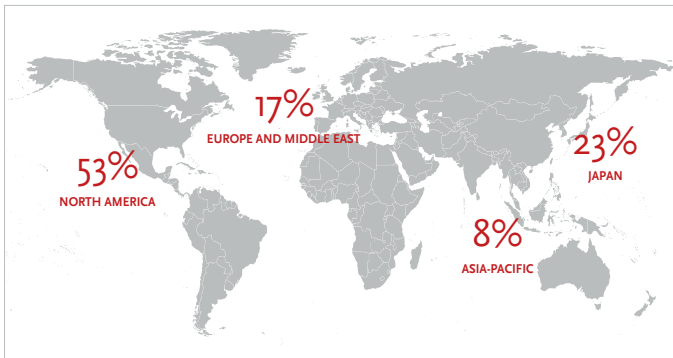 17%
EUROPE AND MIDDLE EAST
53%
NORTH AMERICA
23%
JAPAN
8%
ASIA-PACIFIC